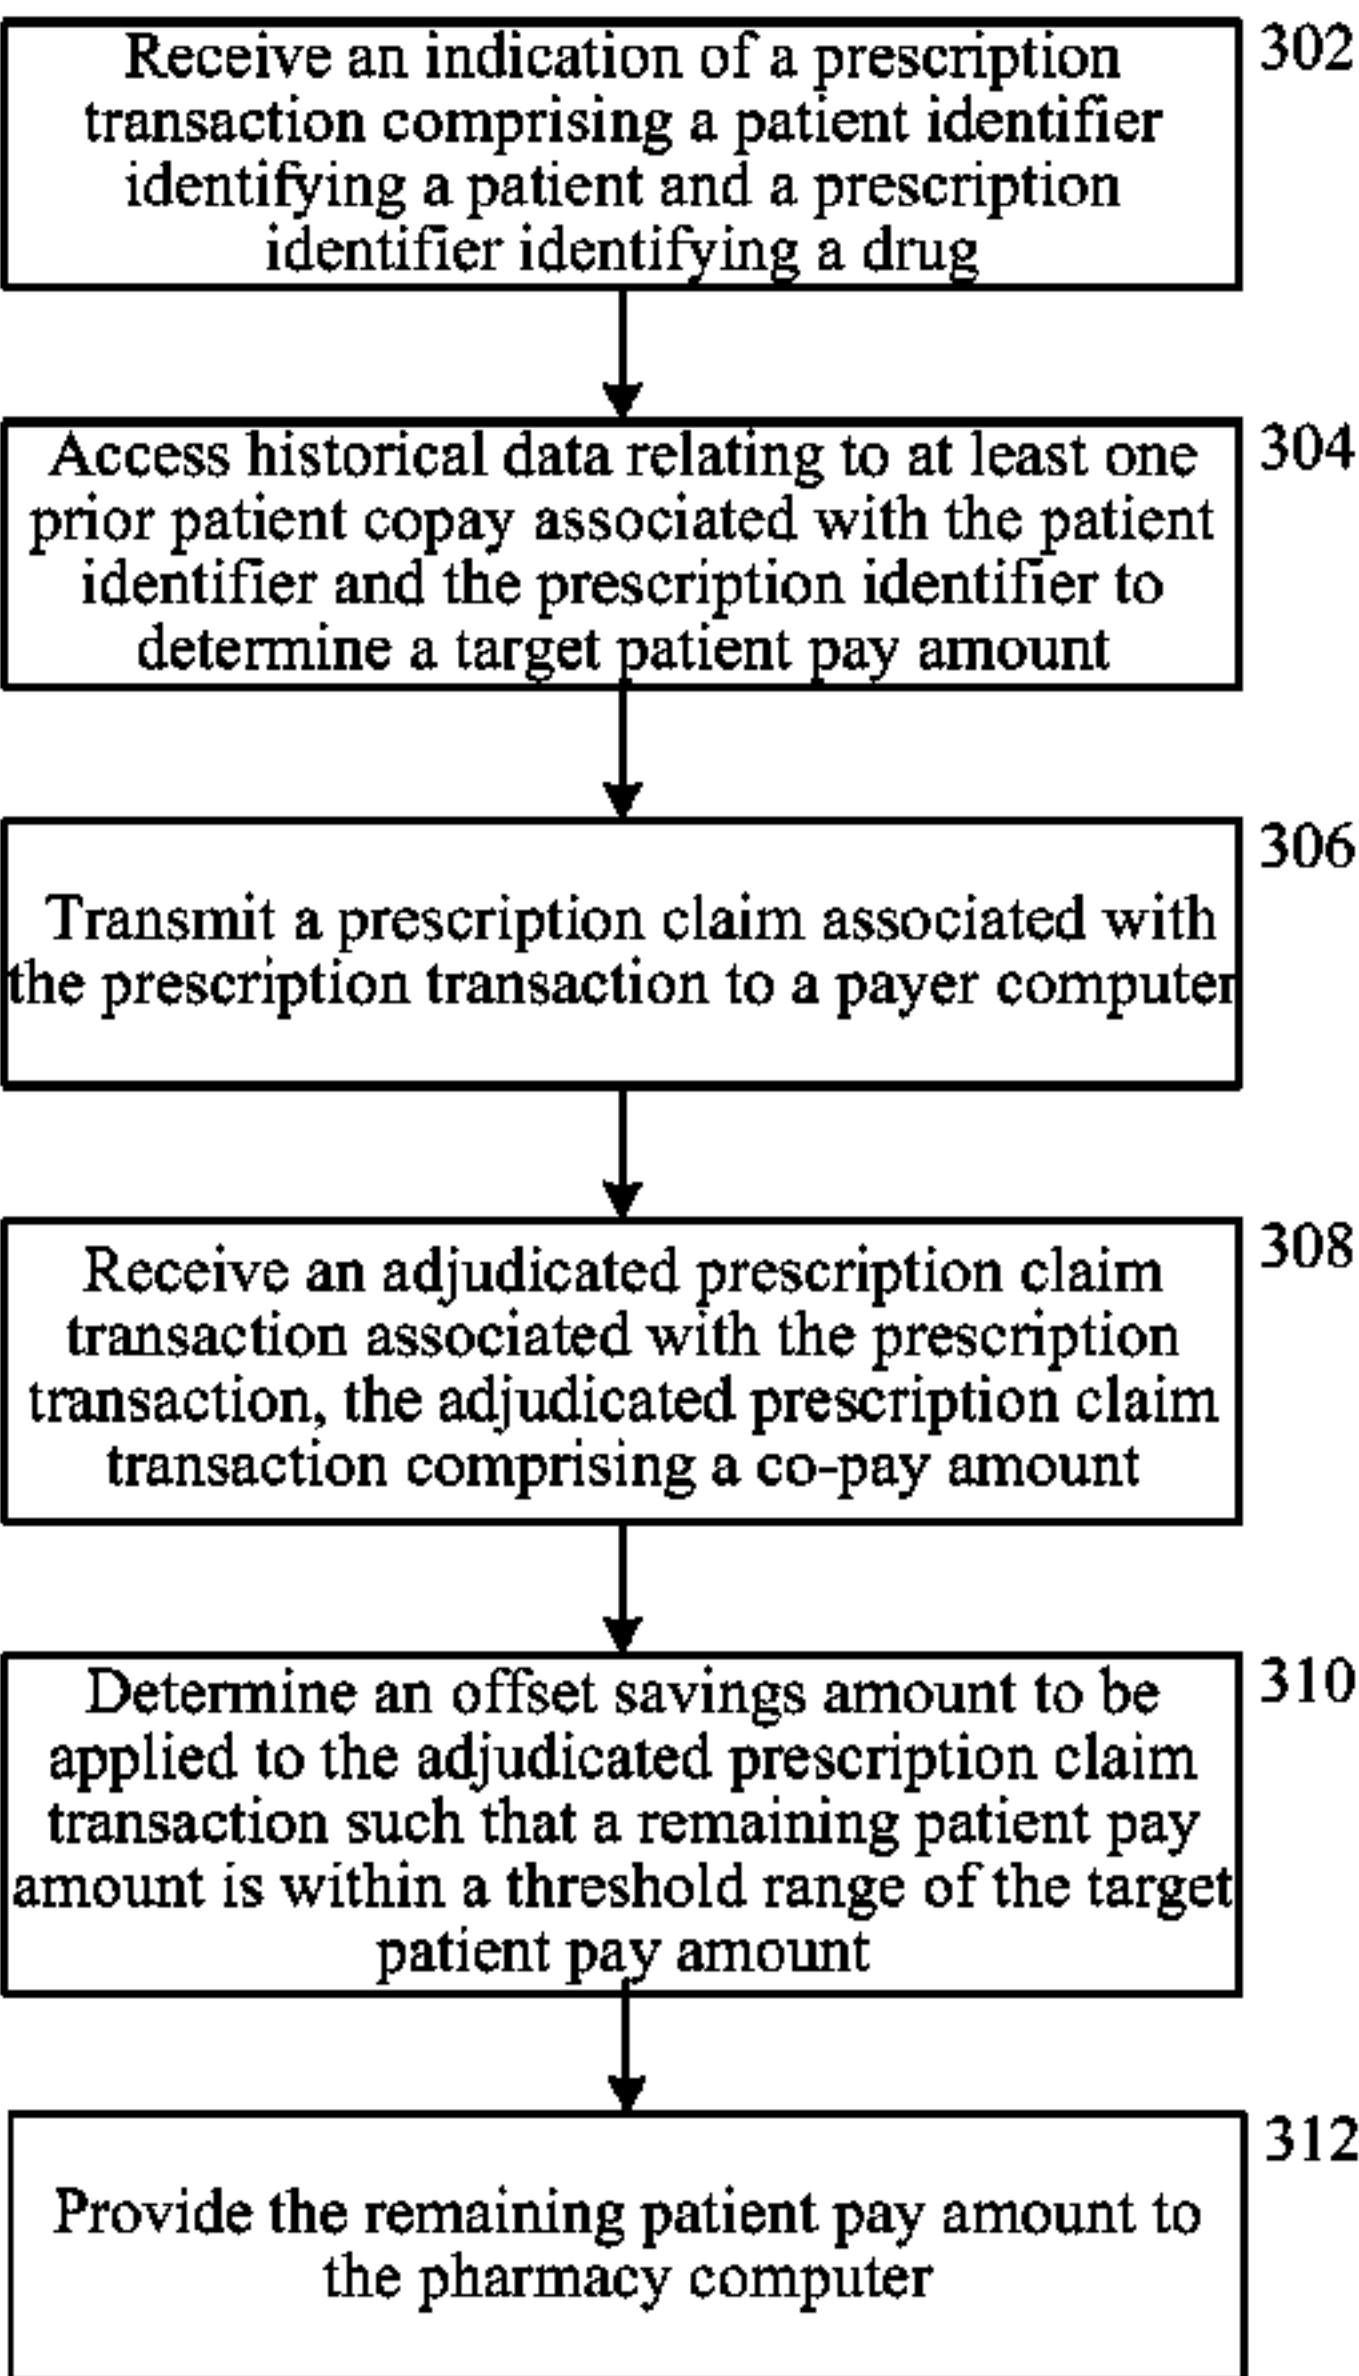 Receive an indication of a prescription
transaction comprising a patient identifier
identifying a patient and a prescription
identifier identifying a drug
302
Access historical data relating to at least one
prior patient copay associated with the patient
identifier and the prescription identifier to
determine a target patient pay amount
304
Transmit a prescription claim associated with
the prescription transaction to a payer computer
306
Receive an adjudicated prescription claim
transaction associated with the prescription
transaction, the adjudicated prescription claim
transaction comprising a co-pay amount
308
Determine an offset savings amount to be
applied to the adjudicated prescription claim
transaction such that a remaining patient pay
amount is within a threshold range of the target
patient pay amount
310
Provide the remaining patient pay amount to
the pharmacy computer
312